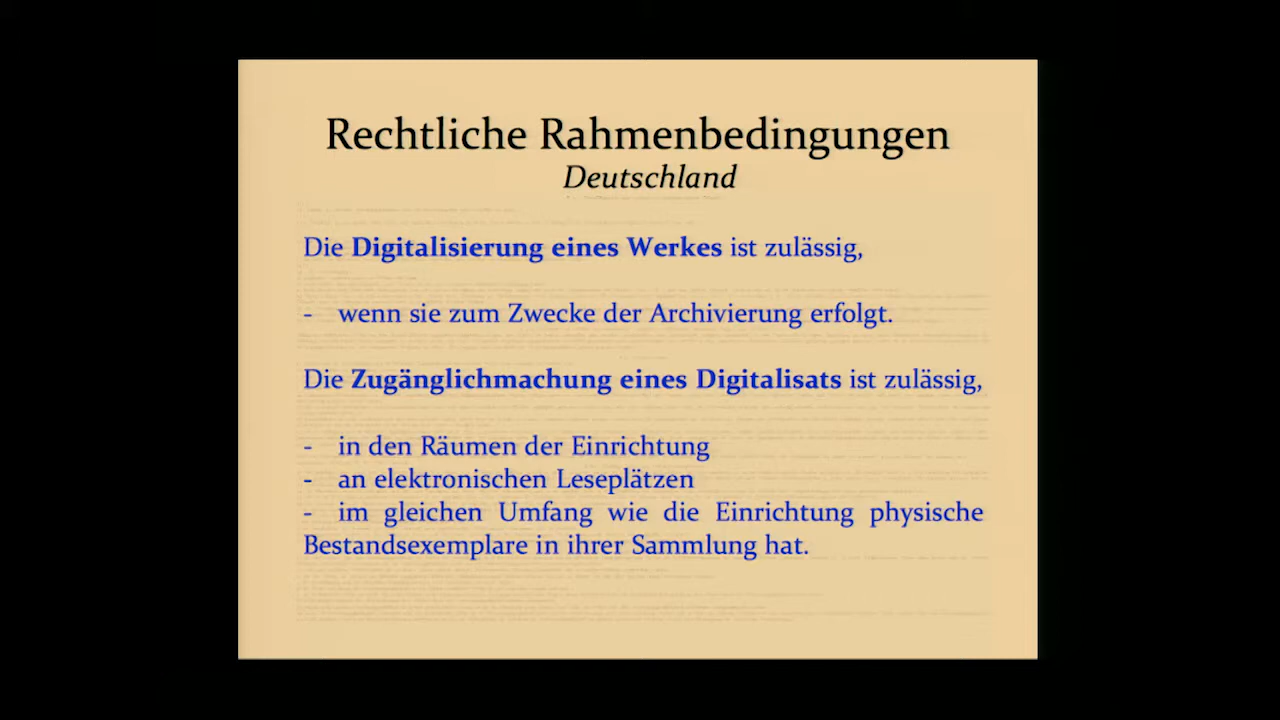 Rechtliche Rahmenbedingungen
Deutschland
Die Digitalisierung eines Werkes ist zulässig,
- wenn sie zum Zwecke der Archivierung erfolgt.
Die Zugänglichmachung eines Digitalisats ist zulässig,
- in den Räumen der Einrichtung
- an elektronischen Leseplätzen
- im gleichen Umfang wie die Einrichtung physische
Bestandsexemplare in ihrer Sammlung hat.